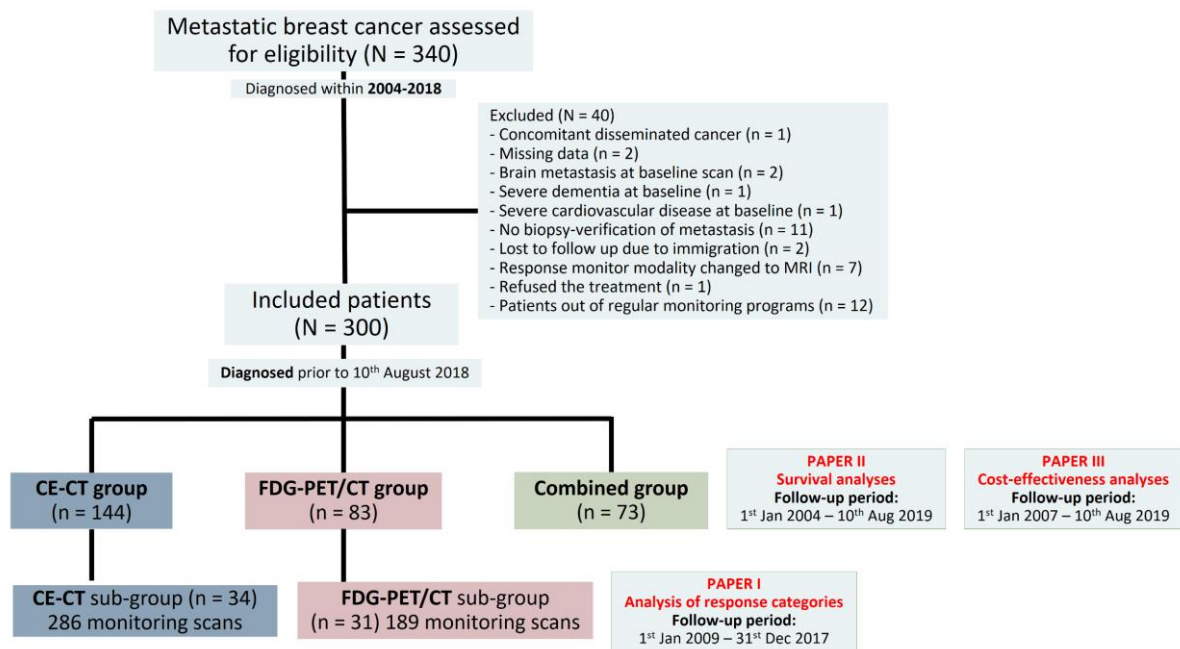 Metastatic breast cancer assessed
for eligibility (N = 340)
Diagnosed within 2004-2018
Excluded (N = 40)
- Concomitant disseminated cancer (n = 1)
- Missing data (n = 2)
- Brain metastasis at baseline scan (n = 2)
- Severe dementia at baseline (n = 1)
- Severe cardiovascular disease at baseline (n = 1)
- No biopsy-verification of metastasis (n = 11)
- Lost to follow up due to immigration (n = 2)
- Response monitor modality changed to MRI (n = 7)
- Refused the treatment (n = 1)
- Patients out of regular monitoring programs (n = 12)
Included patients
(N = 300)
Diagnosed prior to 10th August 2018
CE-CT group
(n = 144)
FDG-PET/CT group
(n = 83)
Combined group
(n = 73)
PAPER II
Survival analyses
Follow-up period:
1st Jan 2004 – 10th Aug 2019
PAPER III
Cost-effectiveness analyses
Follow-up period:
1st Jan 2007 – 10th Aug 2019
CE-CT sub-group (n = 34)
286 monitoring scans
FDG-PET/CT sub-group
(n = 31) 189 monitoring scans
PAPER I
Analysis of response categories
Follow-up period:
1st Jan 2009 – 31st Dec 2017